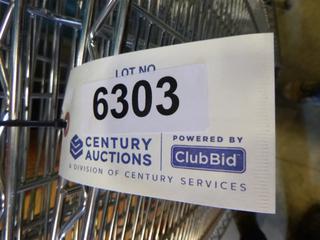 LOT NO.
6303
CENTURY
AUCTIONS
POWERED BY
ClubBid
A DIVISION OF CENTURY SERVICES